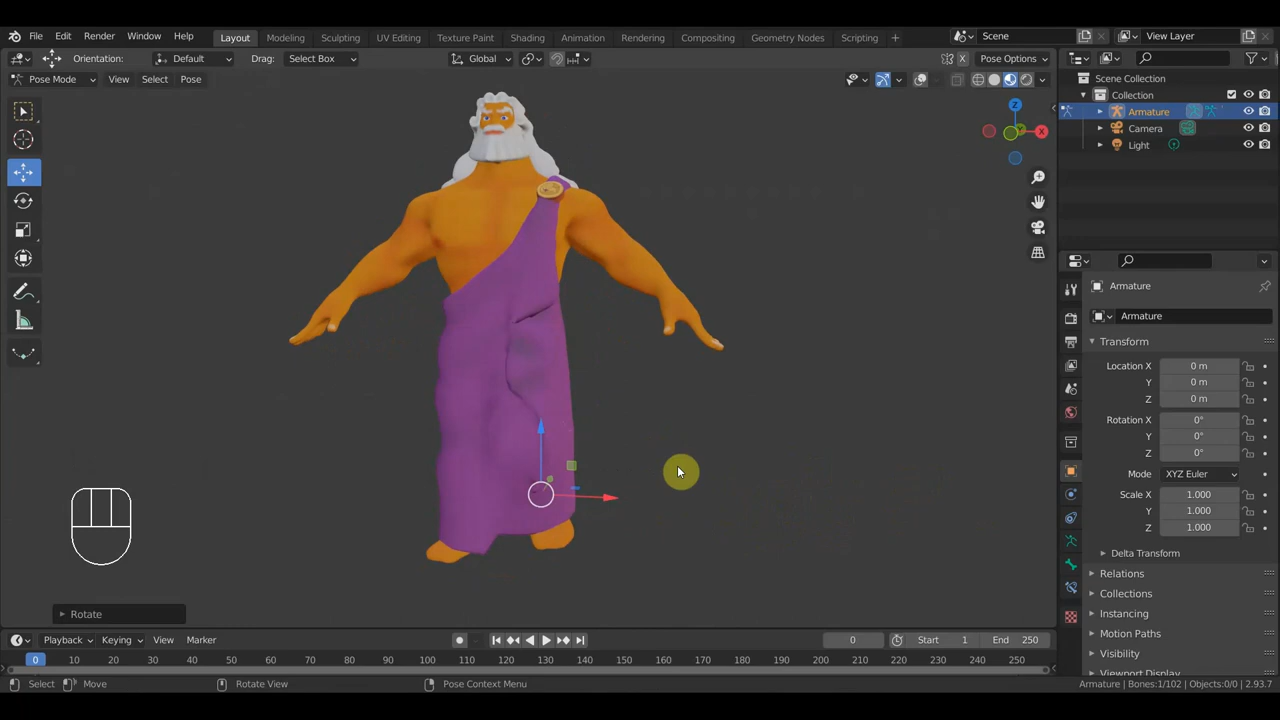 File Edit Render Window Help Layout Modeling Sculpting UV Editing Texture Paint Shading Animation Rendering Compositing Geometry Nodes Scripting + Scene View Layer
Orientation: Default Drag: Select Box Global X Pose Options
Pose Mode View Select Pose
Scene Collection
Collection
Armature
Camera
Light
Z
X
Armature
Armature
Transform
Location X 0 m
Y 0 m
Z 0 m
Rotation X 0°
Y 0°
Z 0°
Mode XYZ Euler
Scale X 1.000
Y 1.000
Z 1.000
Delta Transform
Relations
Collections
Instancing
Motion Paths
Visibility
Viewport Display
Rotate
Playback Keying View Marker 0 Start 1 End 250
0 10 20 30 40 50 60 70 80 90 100 110 120 130 140 150 160 170 180 190 200 210 220 230 240 250
Select Move Rotate View Pose Context Menu Armature | Bones:1/102 | Objects:0/0 | 2.93.7